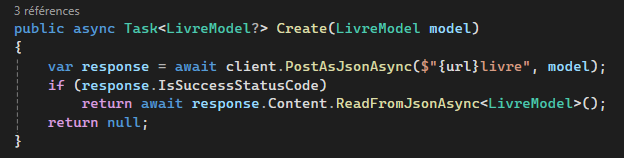 3 références
public async Task<LivreModel?> Create(LivreModel model)
{
    var response = await client.PostAsJsonAsync($"{url}livre", model);
    if (response.IsSuccessStatusCode)
        return await response.Content.ReadFromJsonAsync<LivreModel>();
    return null;
}